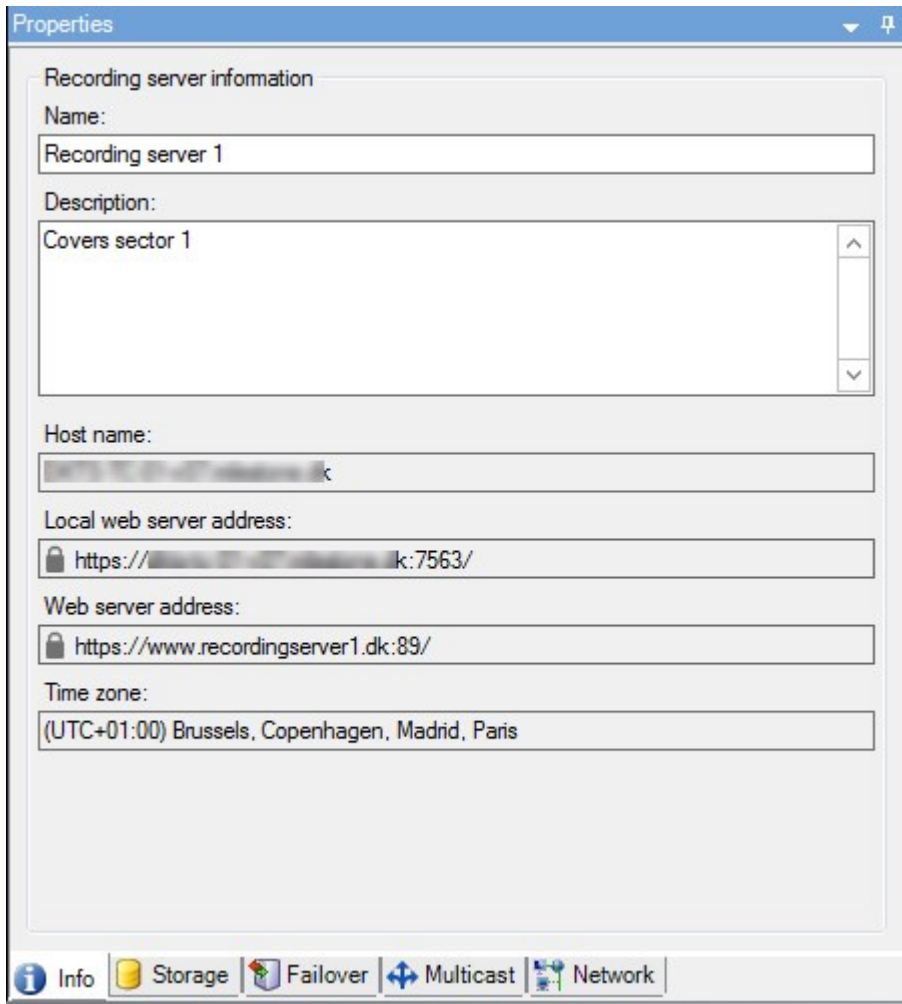 Properties
Recording server information
Name:
Recording server 1
Description:
Covers sector 1
Host name:
Local web server address:
https:// k:7563/
Web server address:
https://www.recordingserver1.dk:89/
Time zone:
(UTC+01:00) Brussels, Copenhagen, Madrid, Paris
Info Storage Failover Multicast Network